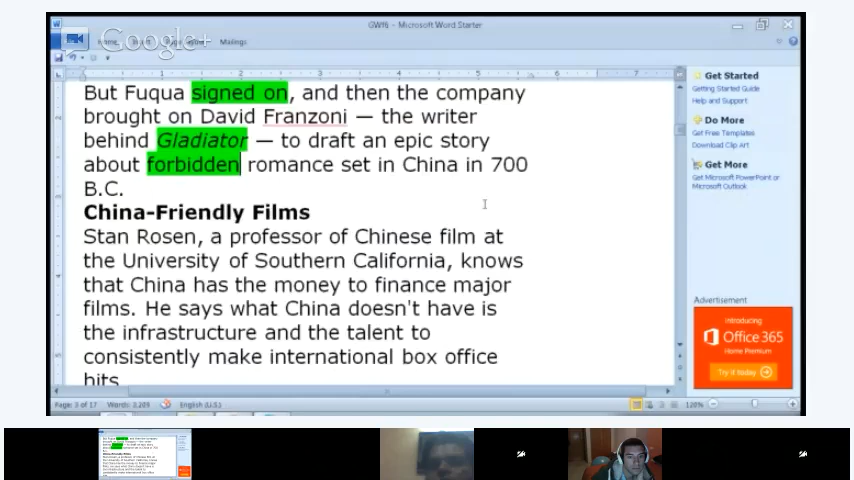 GWf6 - Microsoft Word Starter
Google+
Mailings
But Fuqua signed on, and then the company
brought on David Franzoni — the writer
behind Gladiator — to draft an epic story
about forbidden romance set in China in 700
B.C.
China-Friendly Films
Stan Rosen, a professor of Chinese film at
the University of Southern California, knows
that China has the money to finance major
films. He says what China doesn't have is
the infrastructure and the talent to
consistently make international box office
hits.
Get Started
Getting Started Guide
Help and Support
Do More
Get Free Templates
Download Clip Art
Get More
Get Microsoft PowerPoint or
Microsoft Outlook
Advertisement
Introducing
Office 365
Home Premium
Try it today
Page: 3 of 17
Words: 3,209
English (U.S.)
120%